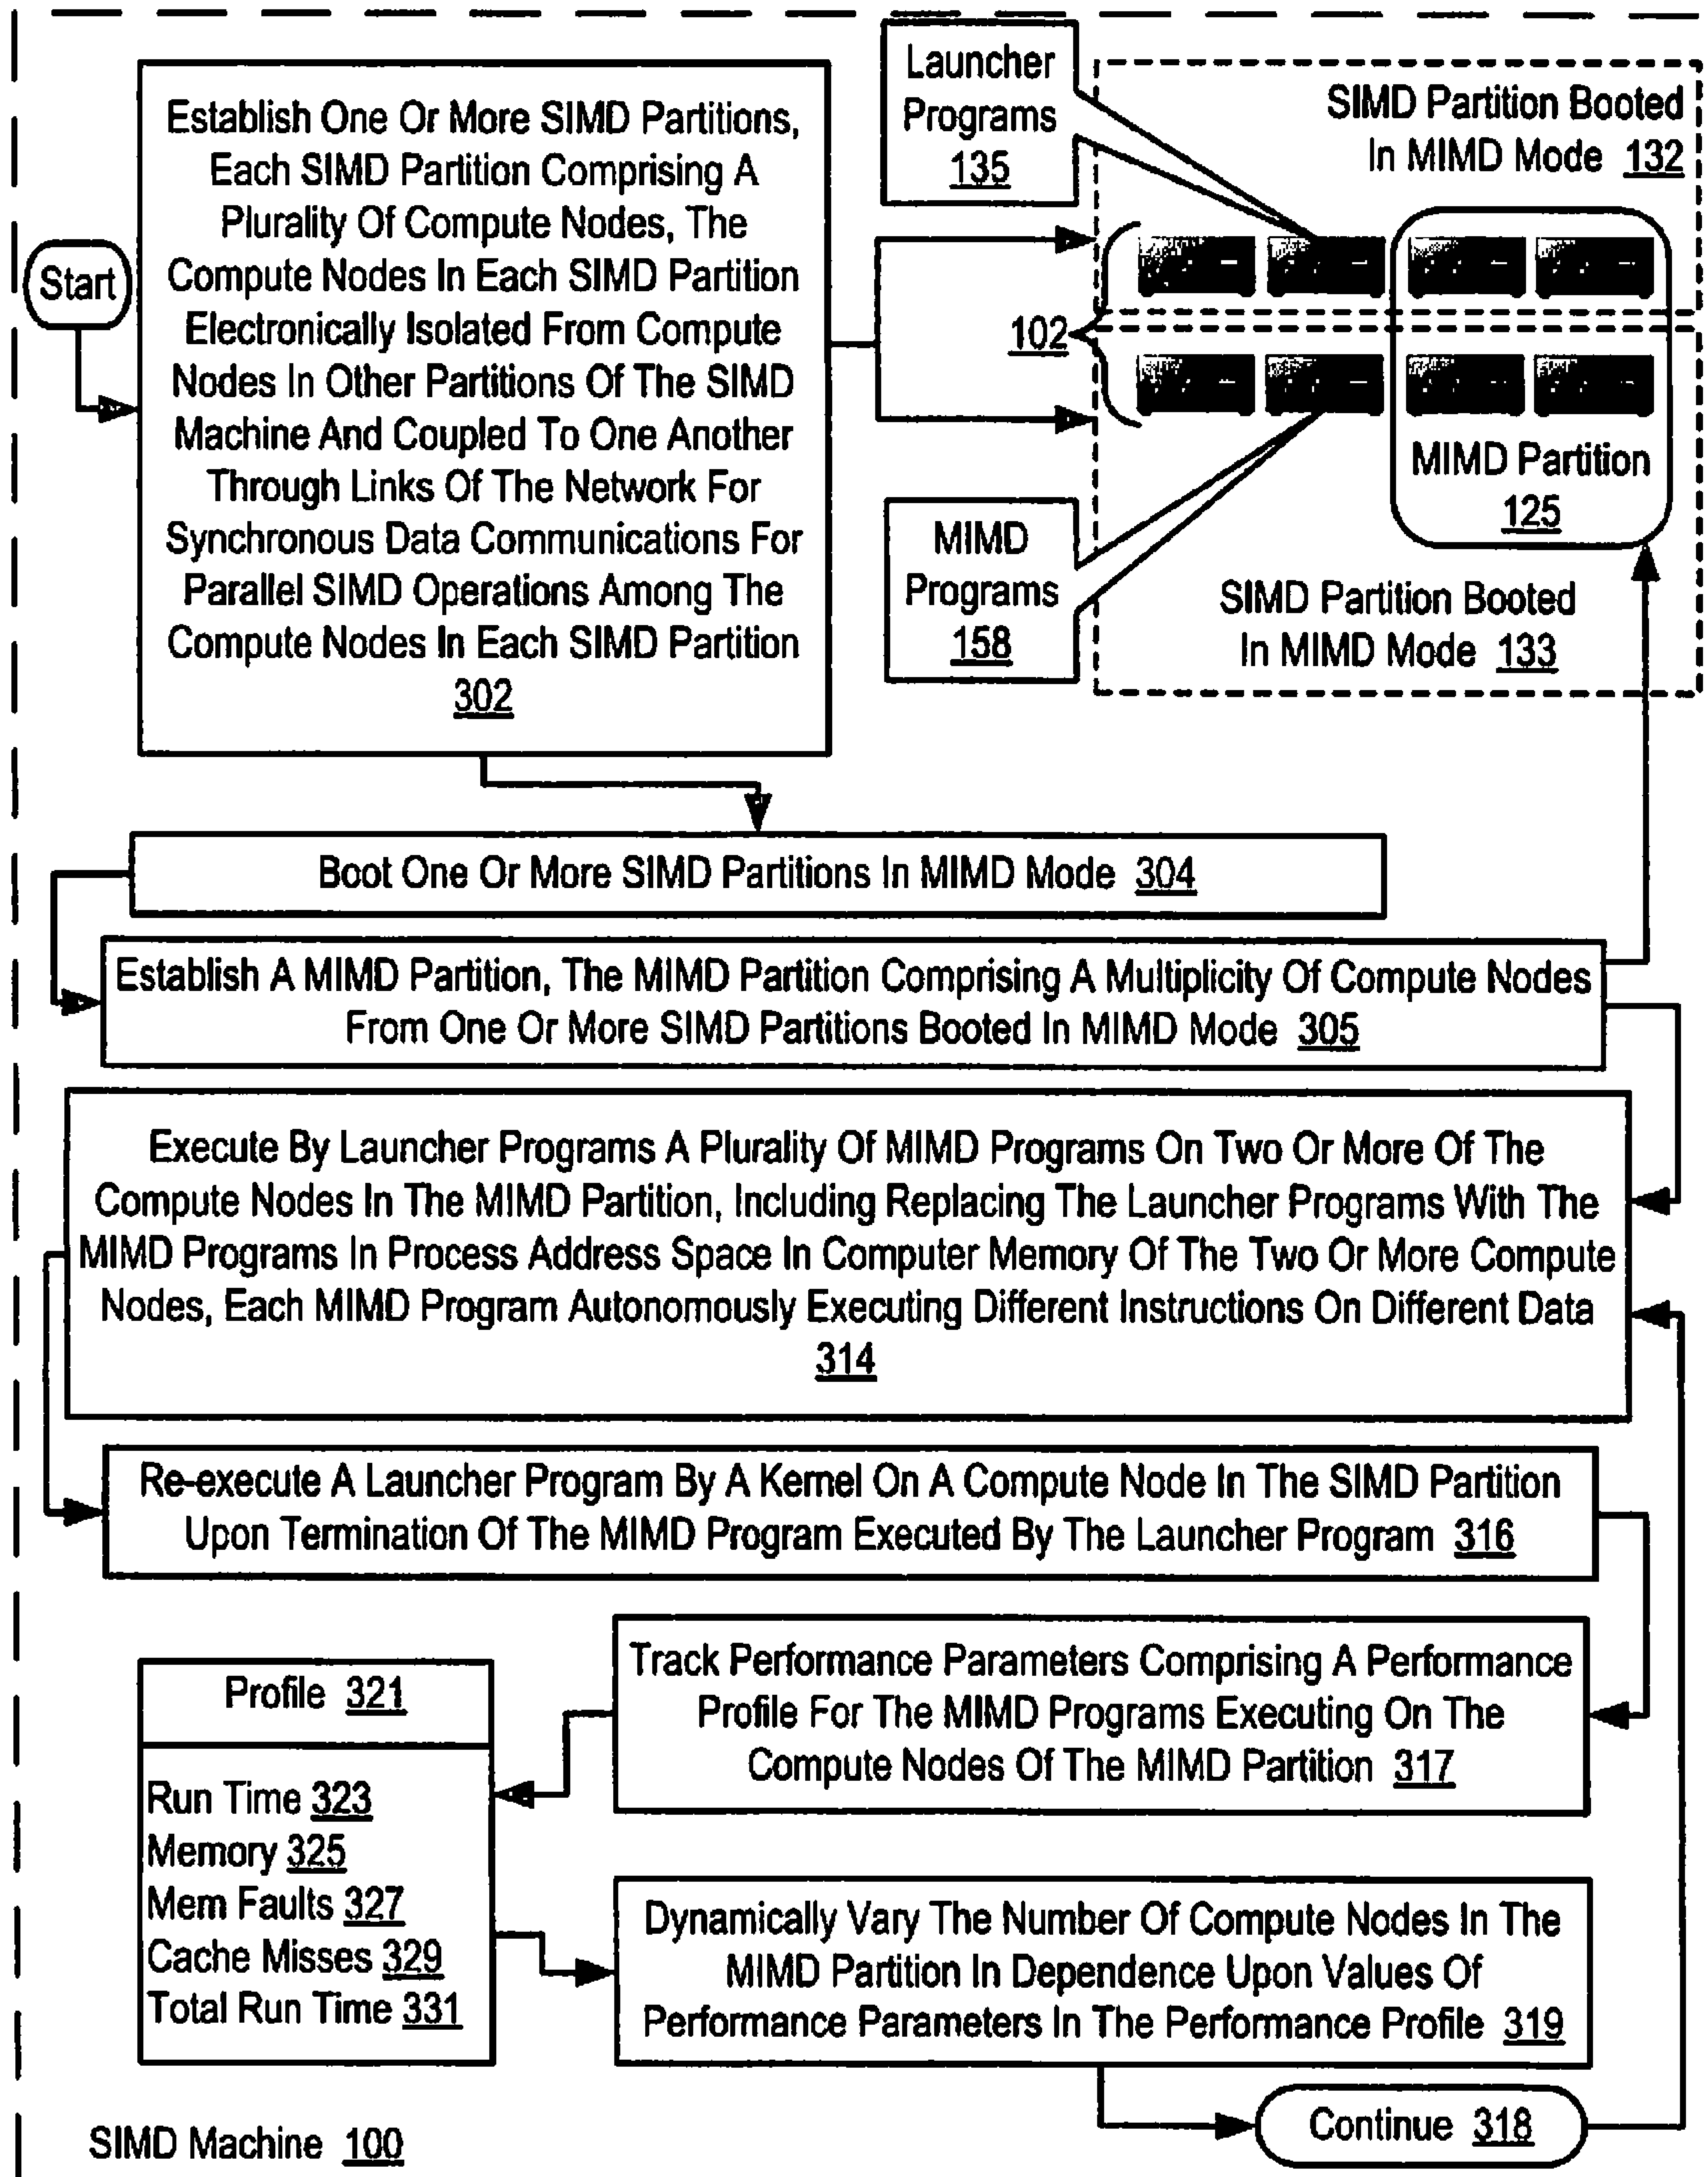 Start
Establish One Or More SIMD Partitions,
Each SIMD Partition Comprising A
Plurality Of Compute Nodes, The
Compute Nodes In Each SIMD Partition
Electronically Isolated From Compute
Nodes In Other Partitions Of The SIMD
Machine And Coupled To One Another
Through Links Of The Network For
Synchronous Data Communications For
Parallel SIMD Operations Among The
Compute Nodes In Each SIMD Partition
302
Launcher
Programs
135
SIMD Partition Booted
In MIMD Mode 132
102
MIMD Partition
125
MIMD
Programs
158
SIMD Partition Booted
In MIMD Mode 133
Boot One Or More SIMD Partitions In MIMD Mode 304
Establish A MIMD Partition, The MIMD Partition Comprising A Multiplicity Of Compute Nodes
From One Or More SIMD Partitions Booted In MIMD Mode 305
Execute By Launcher Programs A Plurality Of MIMD Programs On Two Or More Of The
Compute Nodes In The MIMD Partition, Including Replacing The Launcher Programs With The
MIMD Programs In Process Address Space In Computer Memory Of The Two Or More Compute
Nodes, Each MIMD Program Autonomously Executing Different Instructions On Different Data
314
Re-execute A Launcher Program By A Kernel On A Compute Node In The SIMD Partition
Upon Termination Of The MIMD Program Executed By The Launcher Program 316
Track Performance Parameters Comprising A Performance
Profile For The MIMD Programs Executing On The
Compute Nodes Of The MIMD Partition 317
Profile 321
Run Time 323
Memory 325
Mem Faults 327
Cache Misses 329
Total Run Time 331
Dynamically Vary The Number Of Compute Nodes In The
MIMD Partition In Dependence Upon Values Of
Performance Parameters In The Performance Profile 319
Continue 318
SIMD Machine 100